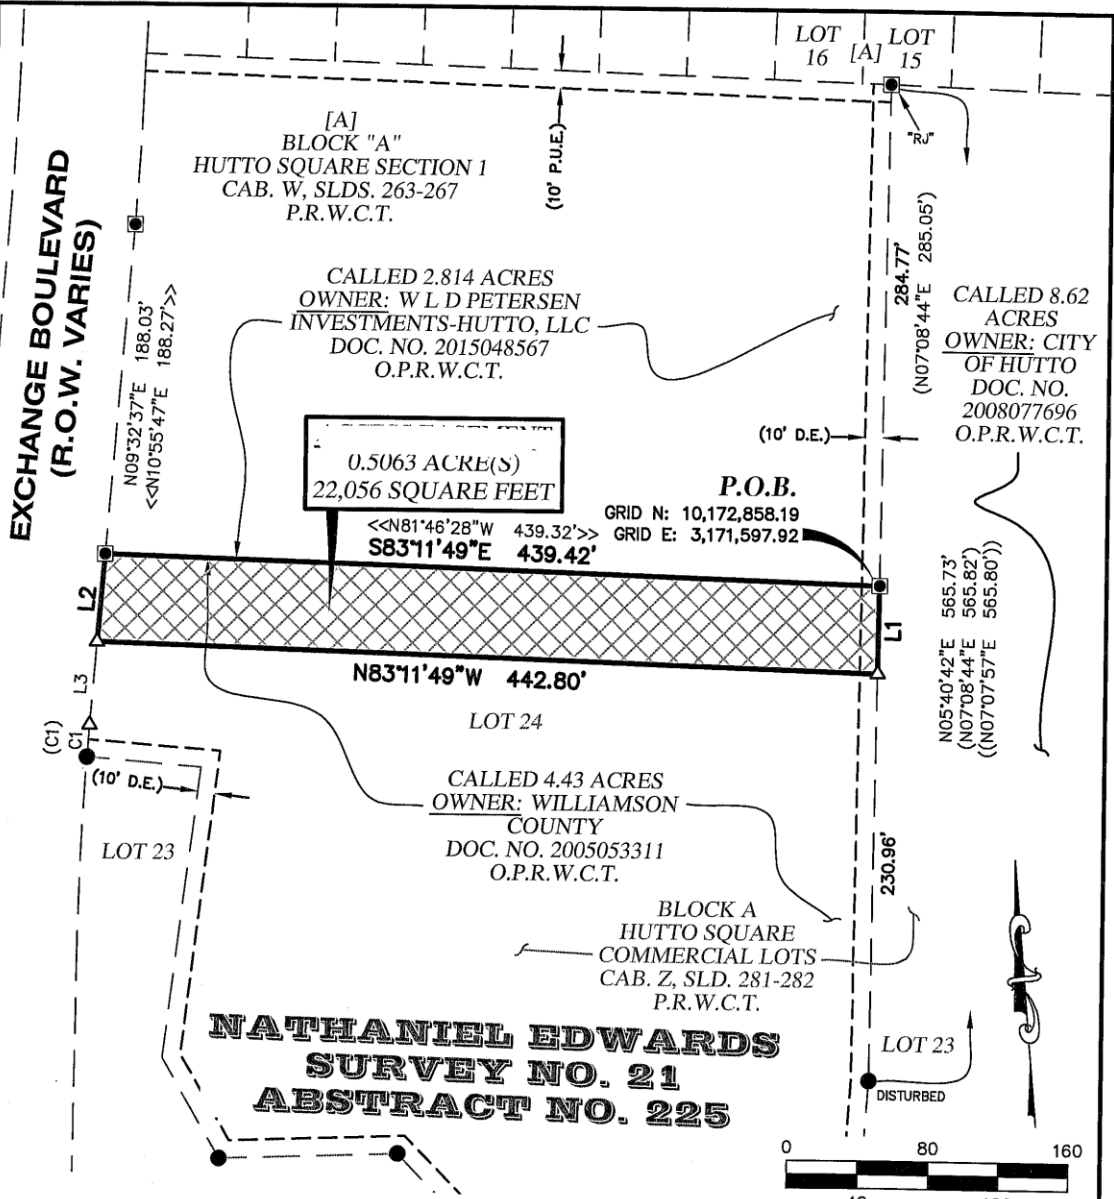 LOT
16
[A]
LOT
15
"RJ"
[A]
BLOCK "A"
HUTTO SQUARE SECTION 1
CAB. W, SLDS. 263-267
P.R.W.C.T.
(10' P.U.E.)
EXCHANGE BOULEVARD
(R.O.W. VARIES)
N09°32'37"E 188.03'
<<N10°55'47"E 188.27'>>
CALLED 2.814 ACRES
OWNER: W L D PETERSEN
INVESTMENTS-HUTTO, LLC
DOC. NO. 2015048567
O.P.R.W.C.T.
284.77'
(N07°08'44"E 285.05')
CALLED 8.62
ACRES
OWNER: CITY
OF HUTTO
DOC. NO.
2008077696
O.P.R.W.C.T.
(10' D.E.)
0.5063 ACRE(S)
22,056 SQUARE FEET
P.O.B.
GRID N: 10,172,858.19
GRID E: 3,171,597.92
<<N81°46'28"W 439.32'>>
S83°11'49"E 439.42'
L2
L1
N83°11'49"W 442.80'
N05°40'42"E 565.73'
(N07°08'44"E 565.82')
((N07°07'57"E 565.80'))
L3
(C1)
C1
LOT 24
(10' D.E.)
LOT 23
CALLED 4.43 ACRES
OWNER: WILLIAMSON
COUNTY
DOC. NO. 2005053311
O.P.R.W.C.T.
230.96'
BLOCK A
HUTTO SQUARE
COMMERCIAL LOTS
CAB. Z, SLD. 281-282
P.R.W.C.T.
NATHANIEL EDWARDS
SURVEY NO. 21
ABSTRACT NO. 225
LOT 23
DISTURBED
0 80 160